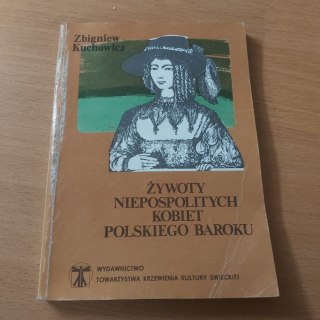 Zbigniew
Kuchowicz
ŻYWOTY
NIEPOSPOLITYCH
KOBIET
POLSKIEGO BAROKU
WYDAWNICTWO
TOWARZYSTWA KRZEWIENIA KULTURY ŚWIECKIEJ